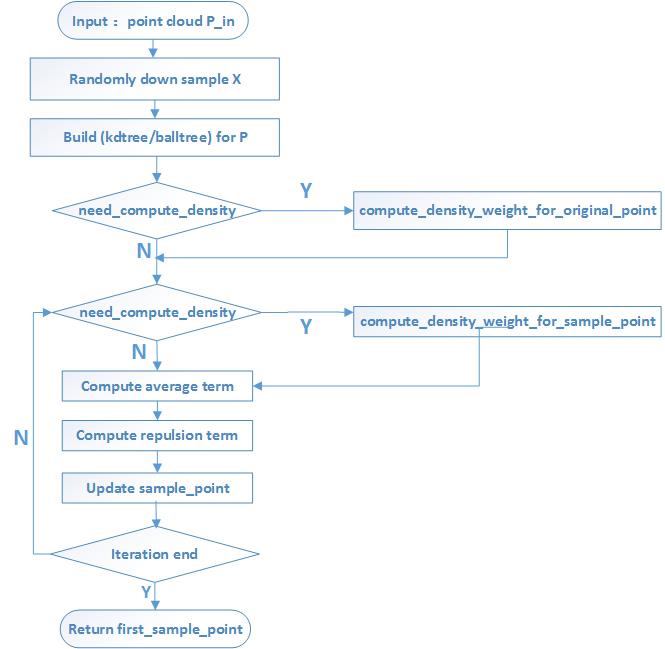 Input : point cloud P_in
Randomly down sample X
Build (kdtree/balltree) for P
need_compute_density
Y
compute_density_weight_for_original_point
N
need_compute_density
Y
compute_density_weight_for_sample_point
N
Compute average term
Compute repulsion term
N
Update sample_point
Iteration end
Y
Return first_sample_point